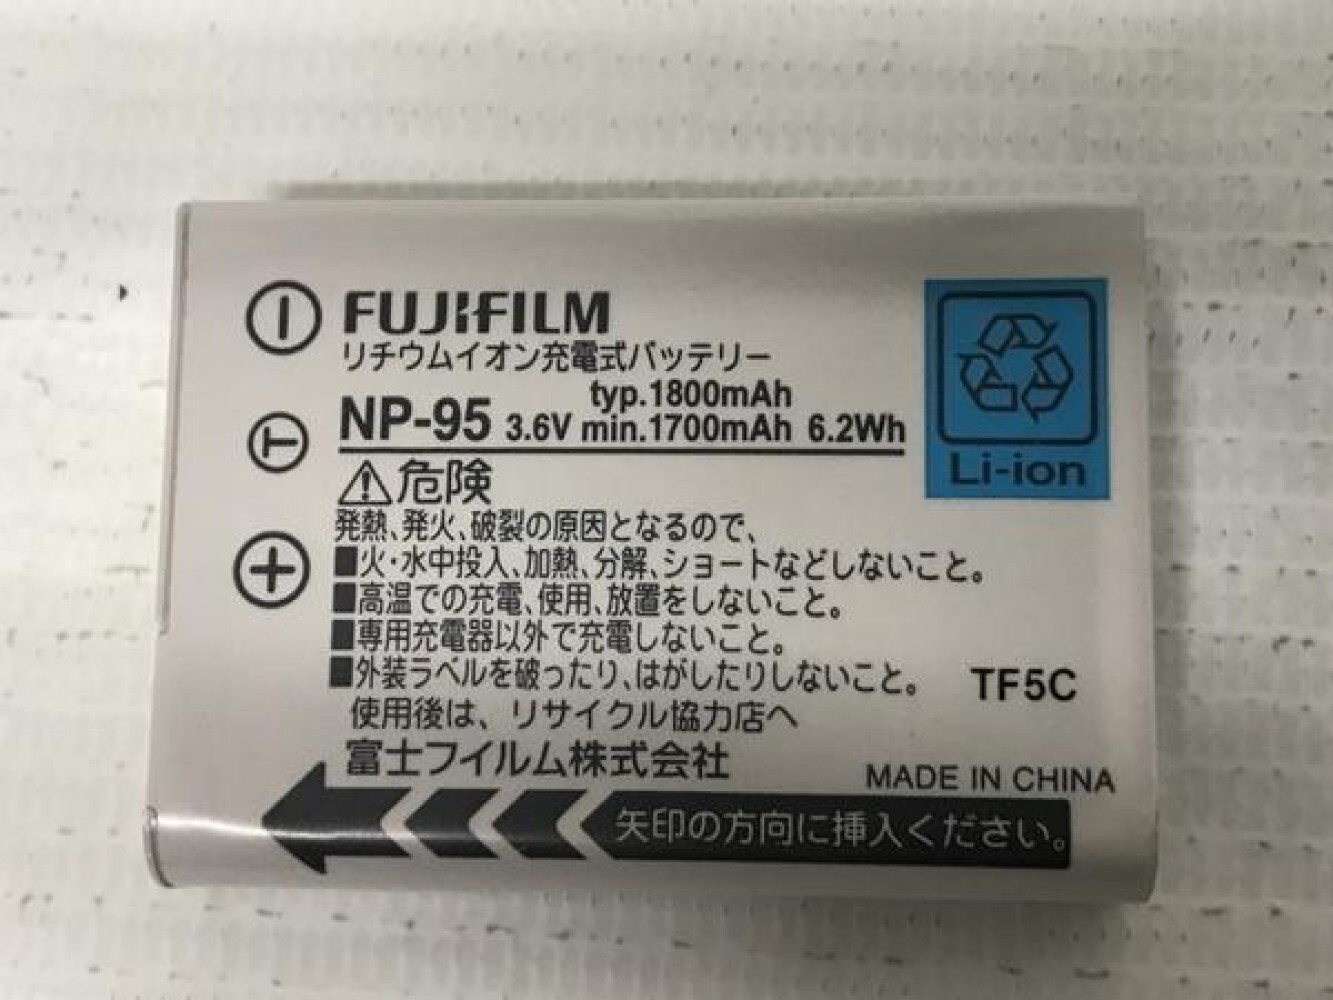 FUJIFILM
リチウムイオン充電式バッテリー
typ.1800mAh
NP-95 3.6V min.1700mAh 6.2Wh
Li-ion
T
⚠危険
発熱、発火、破裂の原因となるので、
■火・水中投入、加熱、分解、ショートなどしないこと。
■高温での充電、使用、放置をしないこと。
■専用充電器以外で充電しないこと。
■外装ラベルを破ったり、はがしたりしないこと。
TF5C
使用後は、リサイクル協力店へ
富士フイルム株式会社
MADE IN CHINA
矢印の方向に挿入ください。